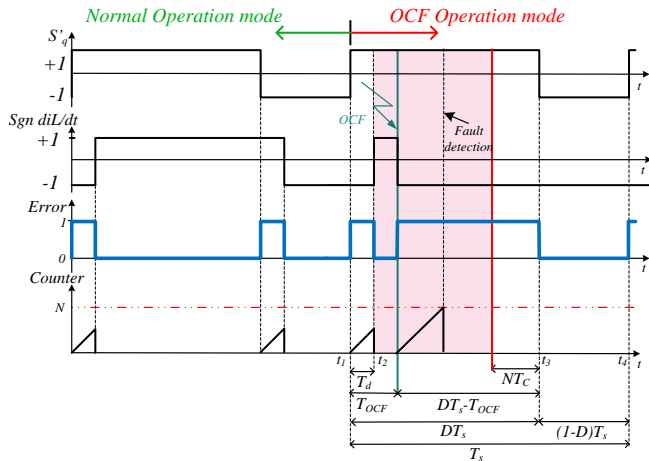 Normal Operation mode
OCF Operation mode
S'q
+1
-1
t
Sgn diL/dt
OCF
Fault
detection
+1
-1
t
Error
1
0
t
Counter
N
t1
t2
t3
t4
t
Td
NTC
TOCF
DTs-TOCF
DTs
(1-D)Ts
Ts